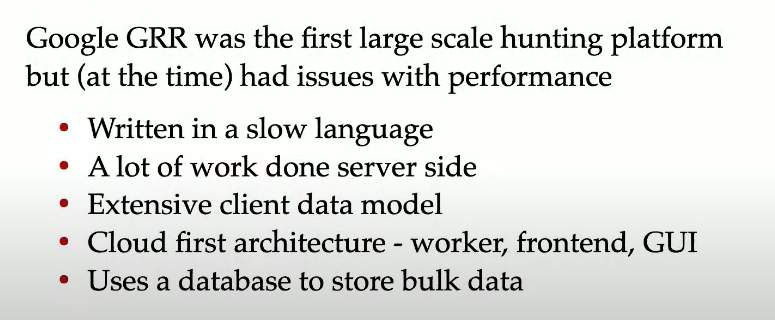 Google GRR was the first large scale hunting platform
but (at the time) had issues with performance
• Written in a slow language
• A lot of work done server side
• Extensive client data model
• Cloud first architecture - worker, frontend, GUI
• Uses a database to store bulk data